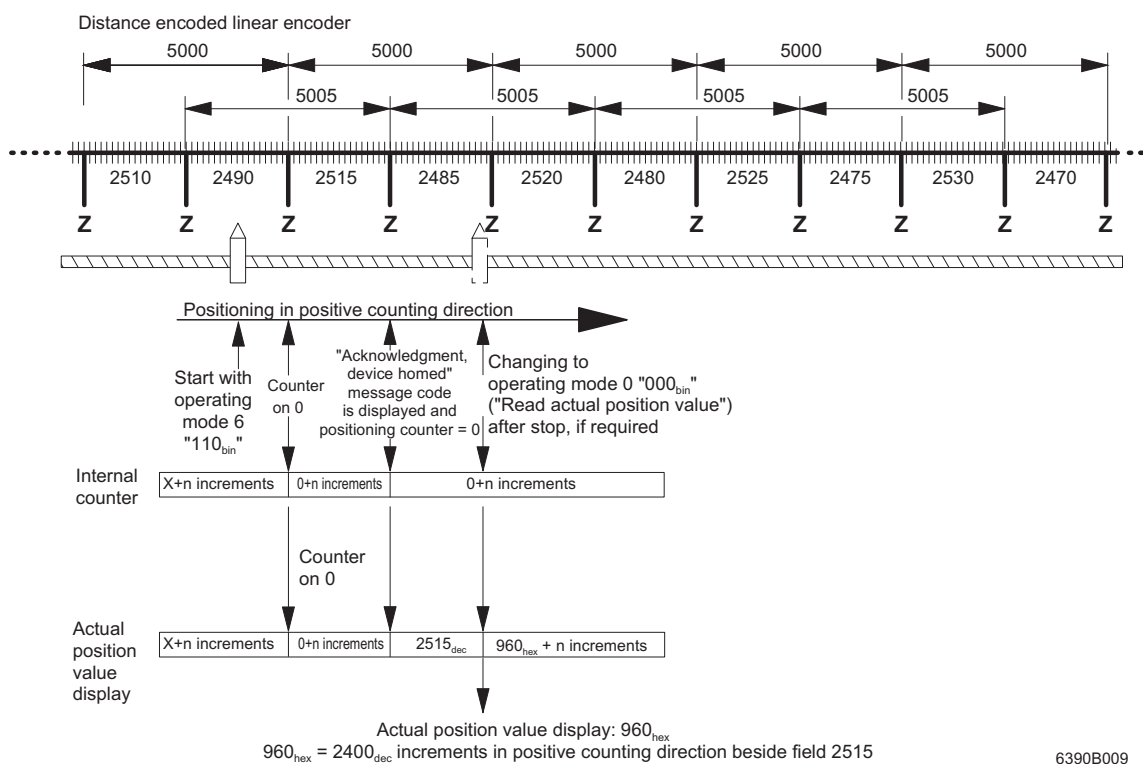 Distance encoded linear encoder
5000 5000 5000 5000 5000
5005 5005 5005 5005
2510 2490 2515 2485 2520 2480 2525 2475 2530 2470
Z Z Z Z Z Z Z Z Z Z Z
Positioning in positive counting direction
Start with
operating
mode 6
"110bin"
Counter
on 0
"Acknowledgment,
device homed"
message code
is displayed and
positioning counter = 0
Changing to
operating mode 0 "000bin"
("Read actual position value")
after stop, if required
Internal
counter
X+n increments 0+n increments 0+n increments
Counter
on 0
Actual
position
value
display
X+n increments 0+n increments 2515dec 960hex + n increments
Actual position value display: 960hex
960hex = 2400dec increments in positive counting direction beside field 2515
6390B009